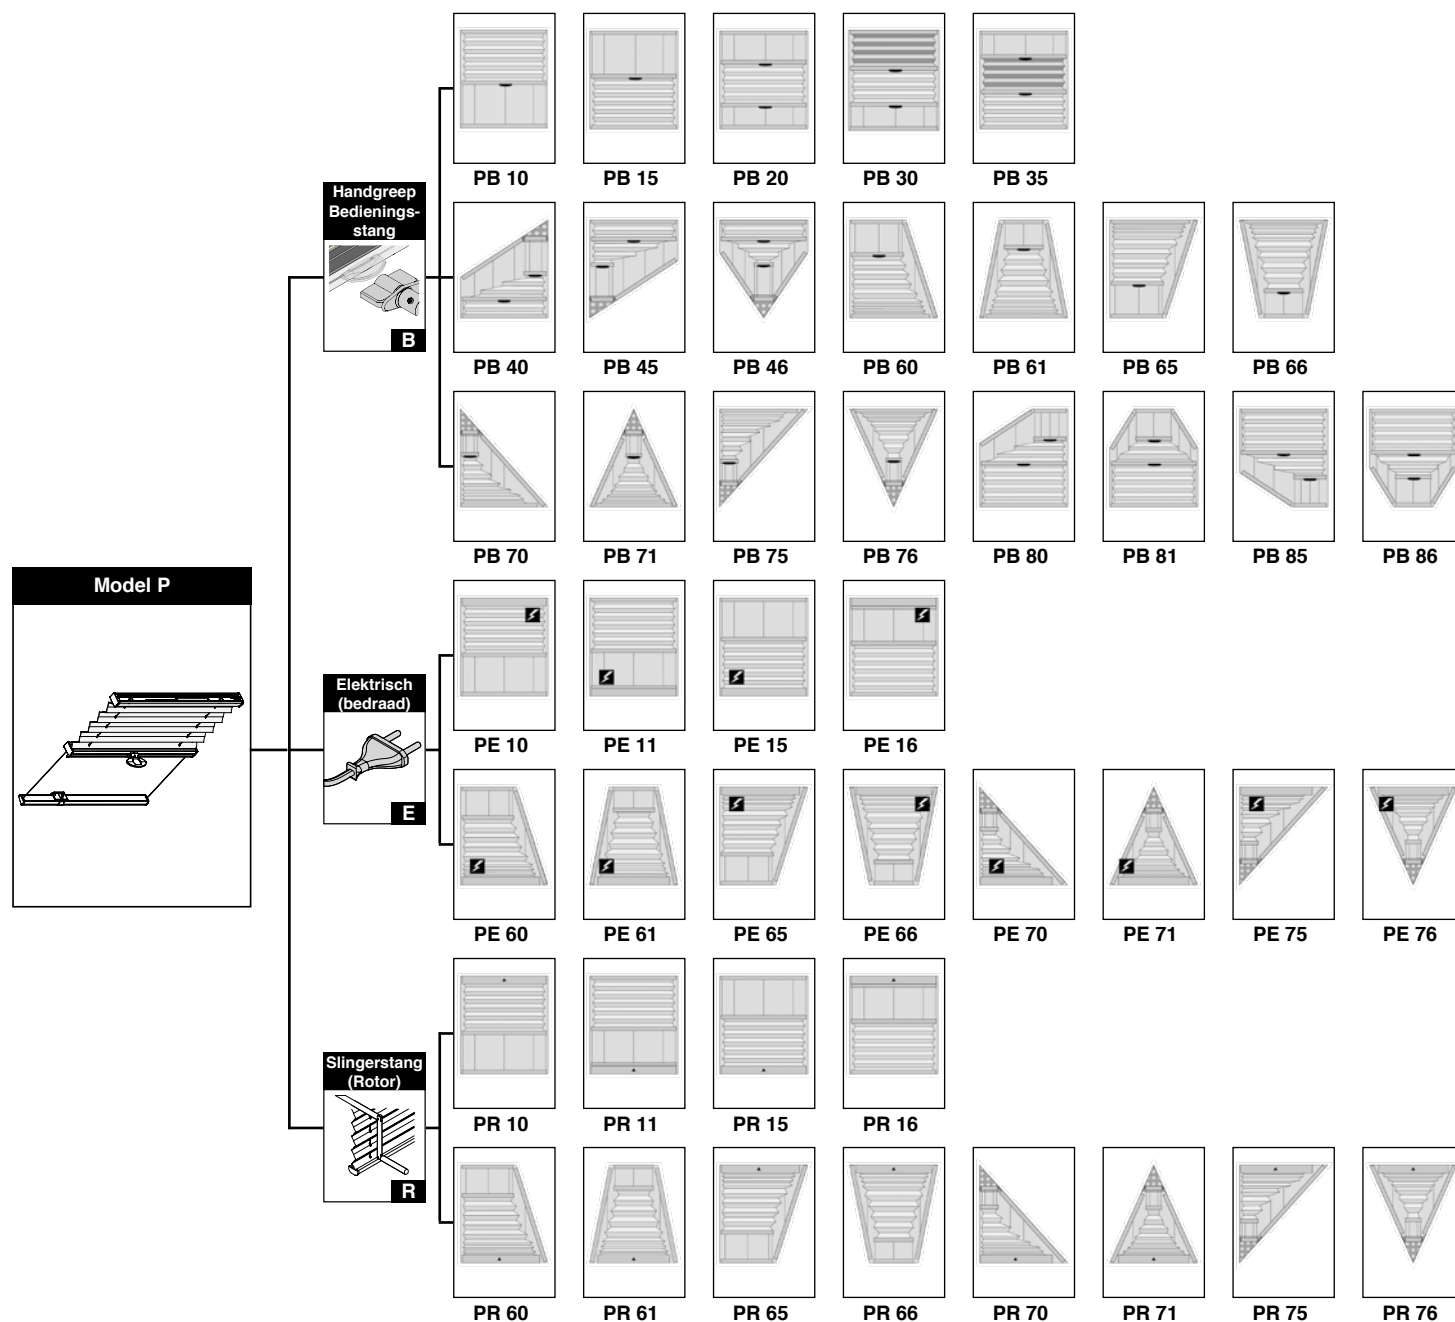 PB 10 PB 15 PB 20 PB 30 PB 35
Handgreep
Bedienings-
stang
B
PB 40 PB 45 PB 46 PB 60 PB 61 PB 65 PB 66
PB 70 PB 71 PB 75 PB 76 PB 80 PB 81 PB 85 PB 86
Model P
Elektrisch
(bedraad)
E
PE 10 PE 11 PE 15 PE 16
PE 60 PE 61 PE 65 PE 66 PE 70 PE 71 PE 75 PE 76
Slingerstang
(Rotor)
R
PR 10 PR 11 PR 15 PR 16
PR 60 PR 61 PR 65 PR 66 PR 70 PR 71 PR 75 PR 76